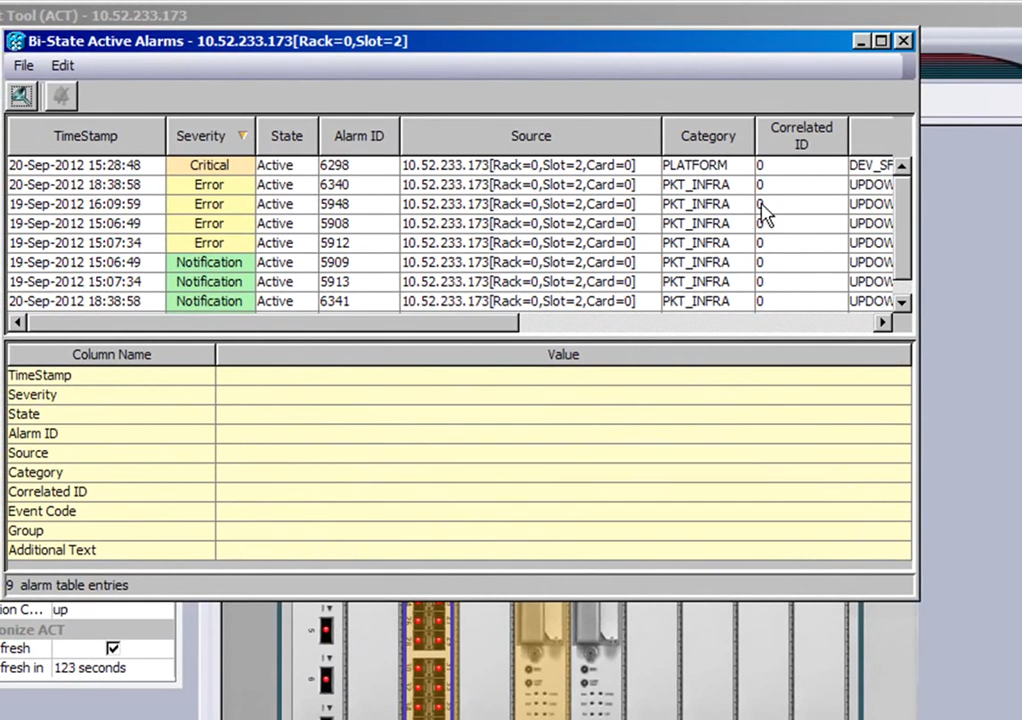 t Tool (ACT) - 10.52.233.173
Bi-State Active Alarms - 10.52.233.173[Rack=0,Slot=2]
File Edit
TimeStamp Severity State Alarm ID Source Category Correlated ID
20-Sep-2012 15:28:48 Critical Active 6298 10.52.233.173[Rack=0,Slot=2,Card=0] PLATFORM 0 DEV_SF
20-Sep-2012 18:38:58 Error Active 6340 10.52.233.173[Rack=0,Slot=2,Card=0] PKT_INFRA 0 UPDOW
19-Sep-2012 16:09:59 Error Active 5948 10.52.233.173[Rack=0,Slot=2,Card=0] PKT_INFRA 0 UPDOW
19-Sep-2012 15:06:49 Error Active 5908 10.52.233.173[Rack=0,Slot=2,Card=0] PKT_INFRA 0 UPDOW
19-Sep-2012 15:07:34 Error Active 5912 10.52.233.173[Rack=0,Slot=2,Card=0] PKT_INFRA 0 UPDOW
19-Sep-2012 15:06:49 Notification Active 5909 10.52.233.173[Rack=0,Slot=2,Card=0] PKT_INFRA 0 UPDOW
19-Sep-2012 15:07:34 Notification Active 5913 10.52.233.173[Rack=0,Slot=2,Card=0] PKT_INFRA 0 UPDOW
20-Sep-2012 18:38:58 Notification Active 6341 10.52.233.173[Rack=0,Slot=2,Card=0] PKT_INFRA 0 UPDOW
Column Name Value
TimeStamp
Severity
State
Alarm ID
Source
Category
Correlated ID
Event Code
Group
Additional Text
9 alarm table entries
ion C... up
onize ACT
fresh
fresh in 123 seconds